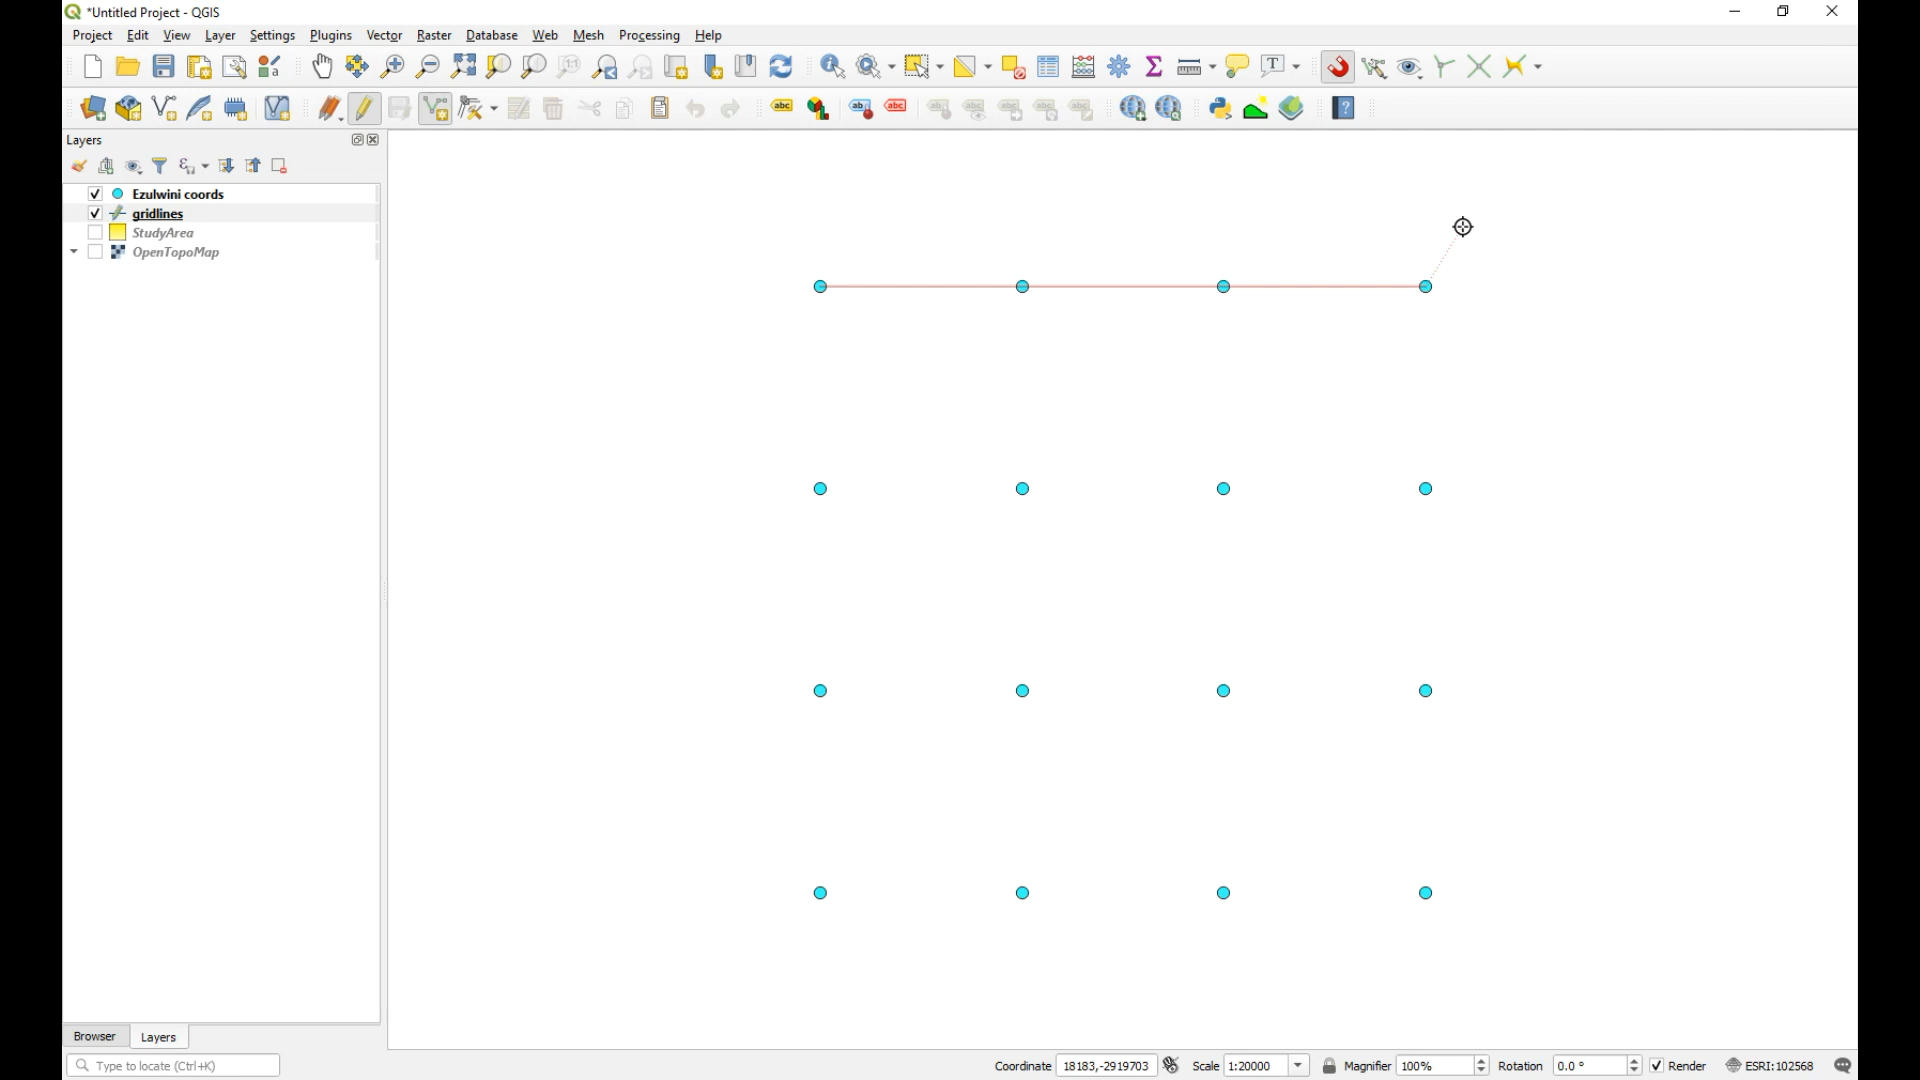 *Untitled Project - QGIS
Project Edit View Layer Settings Plugins Vector Raster Database Web Mesh Processing Help
Layers
Ezulwini coords
gridlines
StudyArea
OpenTopoMap
Browser Layers
Type to locate (Ctrl+K) Coordinate 18183,-2919703 Scale 1:20000 Magnifier 100% Rotation 0.0 ° Render ESRI:102568